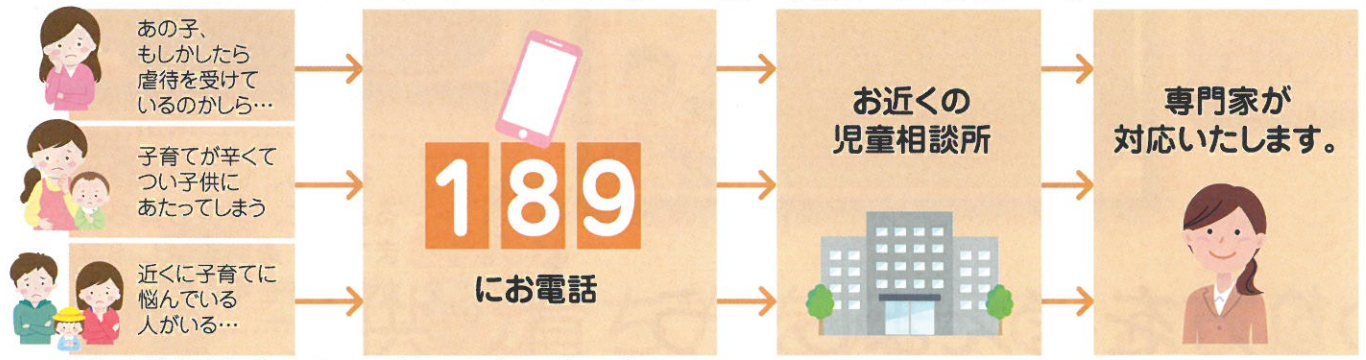 あの子、
もしかしたら
虐待を受けて
いるのかしら…
子育てが辛くて
つい子供に
あたってしまう
近くに子育てに
悩んでいる
人がいる…
189
にお電話
お近くの
児童相談所
専門家が
対応いたします。